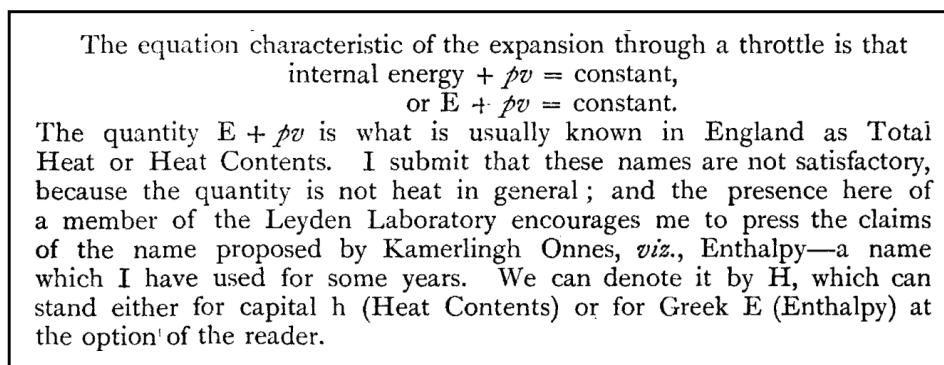 The equation characteristic of the expansion through a throttle is that
internal energy + pv = constant,
or E + pv = constant.
The quantity E + pv is what is usually known in England as Total
Heat or Heat Contents. I submit that these names are not satisfactory,
because the quantity is not heat in general; and the presence here of
a member of the Leyden Laboratory encourages me to press the claims
of the name proposed by Kamerlingh Onnes, viz., Enthalpy—a name
which I have used for some years. We can denote it by H, which can
stand either for capital h (Heat Contents) or for Greek E (Enthalpy) at
the option of the reader.